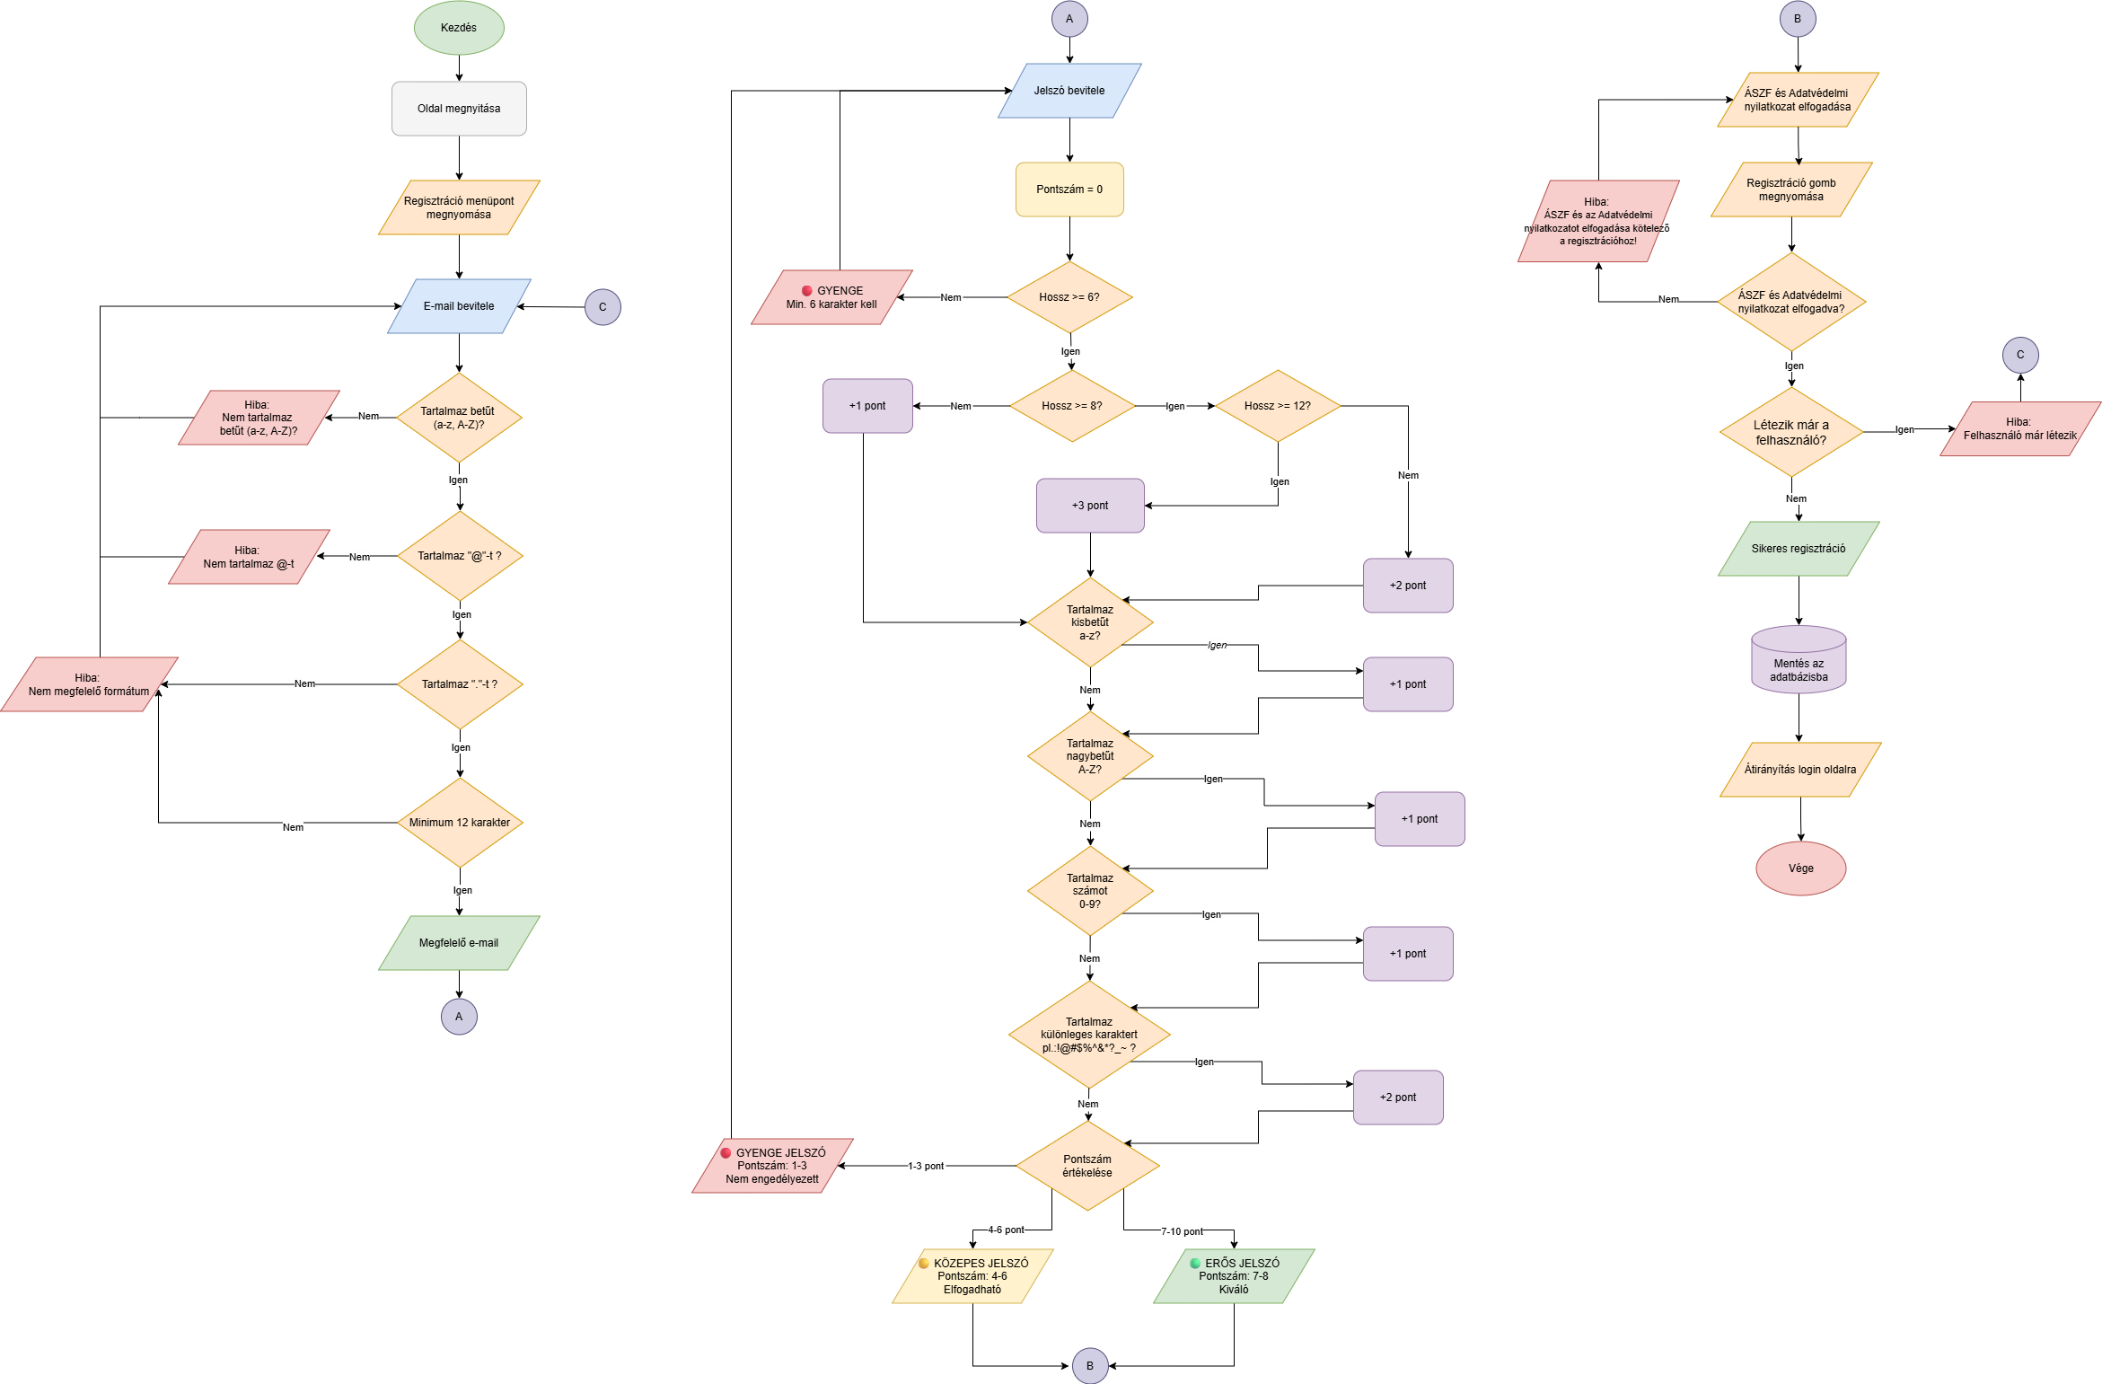 Kezdés
Oldal megnyitása
Regisztráció menüpont
megnyomása
E-mail bevitele
C
Tartalmaz betűt
(a-z, A-Z)?
Nem
Hiba:
Nem tartalmaz
betűt (a-z, A-Z)?
Igen
Tartalmaz "@"-t ?
Nem
Hiba:
Nem tartalmaz @-t
Igen
Tartalmaz "."-t ?
Nem
Hiba:
Nem megfelelő formátum
Igen
Minimum 12 karakter
Nem
Igen
Megfelelő e-mail
A
A
Jelszó bevitele
Pontszám = 0
Hossz >= 6?
Nem
GYENGE
Min. 6 karakter kell
Igen
Hossz >= 8?
Nem
+1 pont
Igen
Hossz >= 12?
Igen
+3 pont
Nem
+2 pont
Tartalmaz
kisbetűt
a-z?
Igen
+1 pont
Nem
Tartalmaz
nagybetűt
A-Z?
Igen
+1 pont
Nem
Tartalmaz
számot
0-9?
Igen
+1 pont
Nem
Tartalmaz
különleges karaktert
pl.:!@#$%^&*?_~ ?
Igen
+2 pont
Nem
Pontszám
értékelése
1-3 pont
GYENGE JELSZÓ
Pontszám: 1-3
Nem engedélyezett
4-6 pont
KÖZEPES JELSZÓ
Pontszám: 4-6
Elfogadható
7-10 pont
ERŐS JELSZÓ
Pontszám: 7-8
Kiváló
B
B
ÁSZF és Adatvédelmi
nyilatkozat elfogadása
Regisztráció gomb
megnyomása
Hiba:
ÁSZF és az Adatvédelmi
nyilatkozatot elfogadása kötelező
a regisztrációhoz!
ÁSZF és Adatvédelmi
nyilatkozat elfogadva?
Nem
Igen
Létezik már a
felhasználó?
Igen
Hiba:
Felhasználó már létezik
C
Nem
Sikeres regisztráció
Mentés az
adatbázisba
Átirányítás login oldalra
Vége